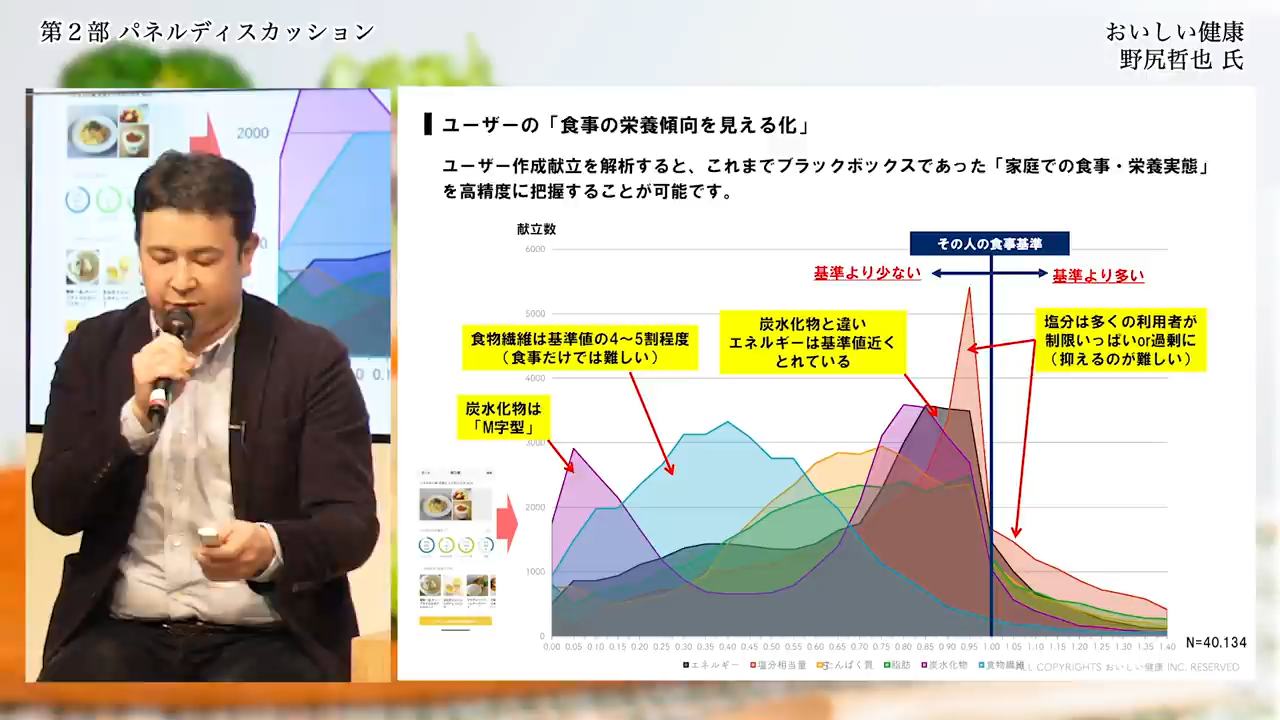 第２部 パネルディスカッション
おいしい健康
野尻哲也 氏
2000
ユーザーの「食事の栄養傾向を見える化」
ユーザー作成献立を解析すると、これまでブラックボックスであった「家庭での食事・栄養実態」
を高精度に把握することが可能です。
献立数
その人の食事基準
基準より少ない
基準より多い
6000
5000
4000
3000
2000
1000
0
食物繊維は基準値の4～5割程度
（食事だけでは難しい）
炭水化物と違い
エネルギーは基準値近く
とれている
塩分は多くの利用者が
制限いっぱいor過剰に
（抑えるのが難しい）
炭水化物は
「M字型」
0.00 0.05 0.10 0.15 0.20 0.25 0.30 0.35 0.40 0.45 0.50 0.55 0.60 0.65 0.70 0.75 0.80 0.85 0.90 0.95 1.00 1.05 1.10 1.15 1.20 1.25 1.30 1.35 1.40
N=40.134
エネルギー 塩分相当量 たんぱく質 脂肪 炭水化物 食物繊維
ALL COPYRIGHTS おいしい健康 INC. RESERVED